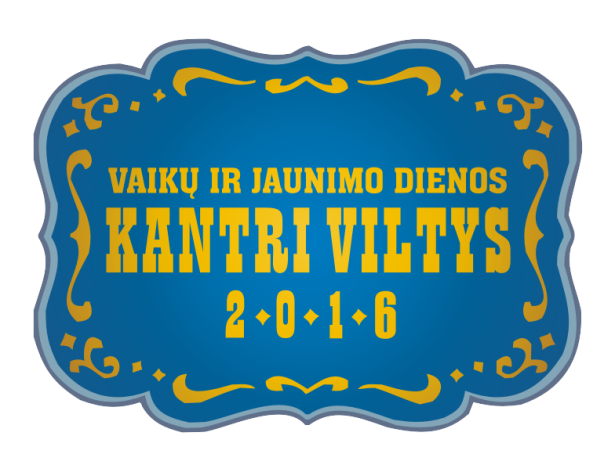 VAIKŲ IR JAUNIMO DIENOS
KANTRI VILTYS
2·0·1·6